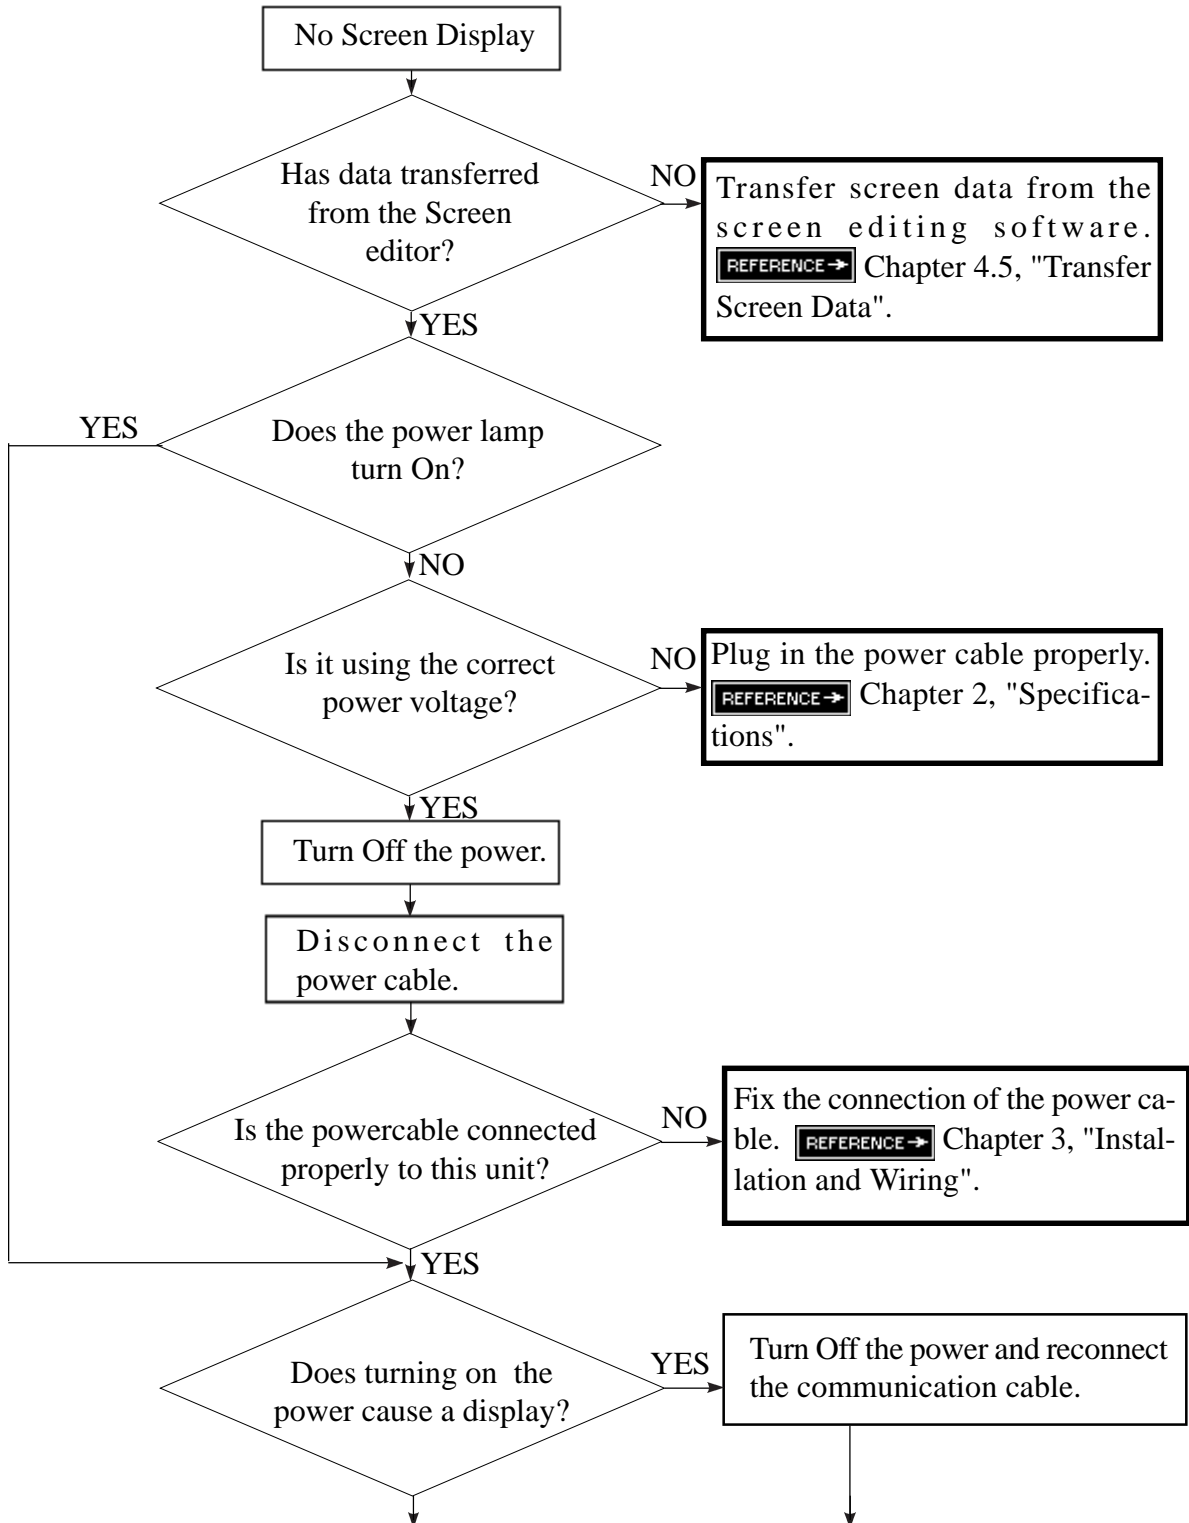 No Screen Display
Has data transferred
from the Screen
editor?
NO
Transfer screen data from the
screen editing software.
REFERENCE Chapter 4.5, "Transfer
Screen Data".
YES
YES
Does the power lamp
turn On?
NO
Is it using the correct
power voltage?
NO
Plug in the power cable properly.
REFERENCE Chapter 2, "Specifica-
tions".
YES
Turn Off the power.
Disconnect the
power cable.
Is the powercable connected
properly to this unit?
NO
Fix the connection of the power ca-
ble. REFERENCE Chapter 3, "Instal-
lation and Wiring".
YES
Does turning on the
power cause a display?
YES
Turn Off the power and reconnect
the communication cable.